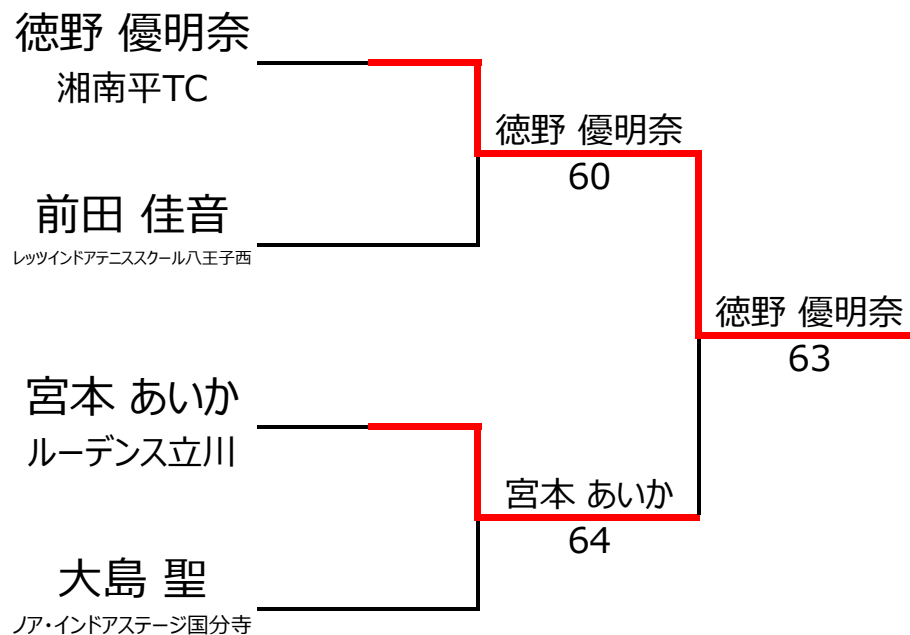 徳野 優明奈
湘南平TC
前田 佳音
レッツインドアテニススクール八王子西
宮本 あいか
ルーデンス立川
大島 聖
ノア・インドアステージ国分寺
徳野 優明奈
60
宮本 あいか
64
徳野 優明奈
63